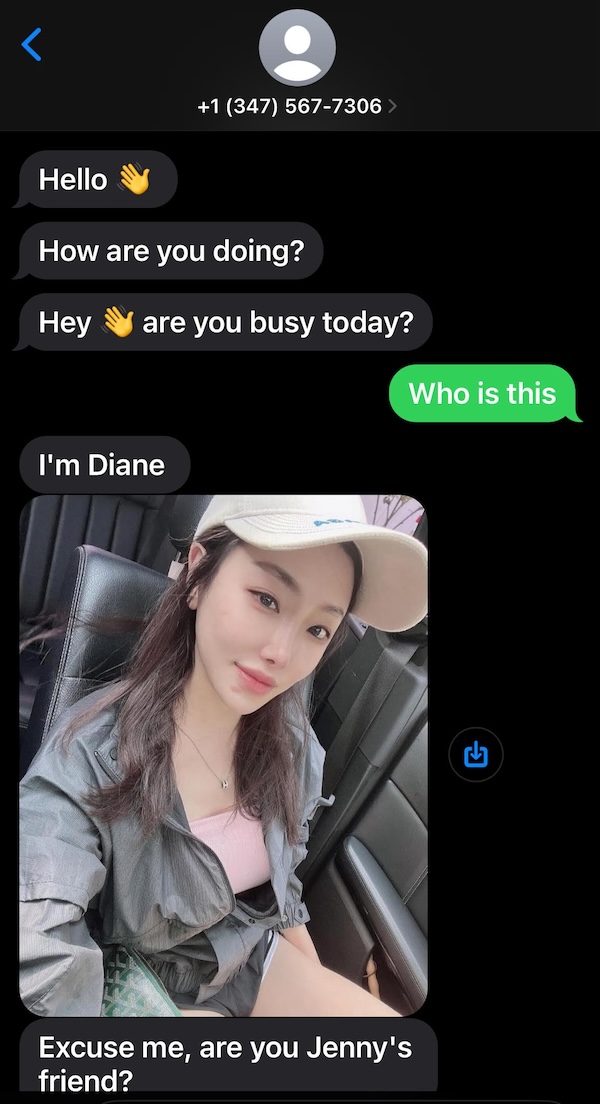 +1 (347) 567-7306
Hello 👋
How are you doing?
Hey 👋 are you busy today?
Who is this
I'm Diane
Excuse me, are you Jenny's
friend?